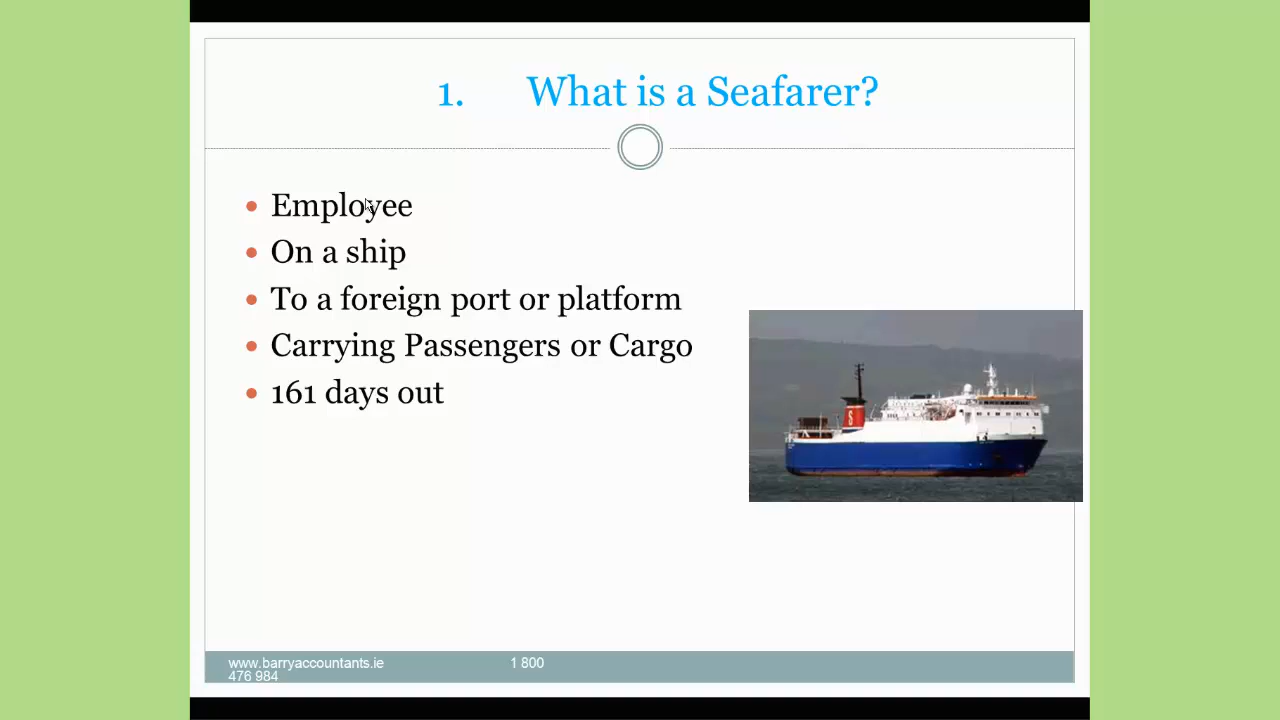 1. What is a Seafarer?
Employee
On a ship
To a foreign port or platform
Carrying Passengers or Cargo
161 days out
S
www.barryaccountants.ie 1 800
476 984